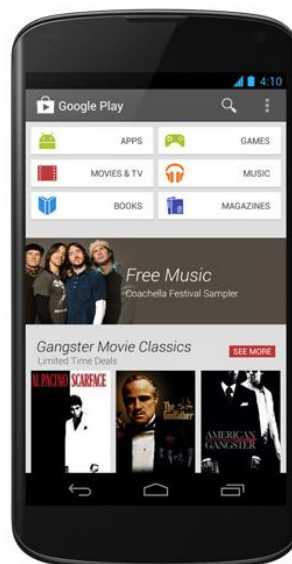 4:10
Google Play
APPS
GAMES
MOVIES & TV
MUSIC
BOOKS
MAGAZINES
Free Music
Coachella Festival Sampler
Gangster Movie Classics
Limited Time Deals
SEE MORE
AL PACINO SCARFACE
The Godfather
AMERICAN GANGSTER